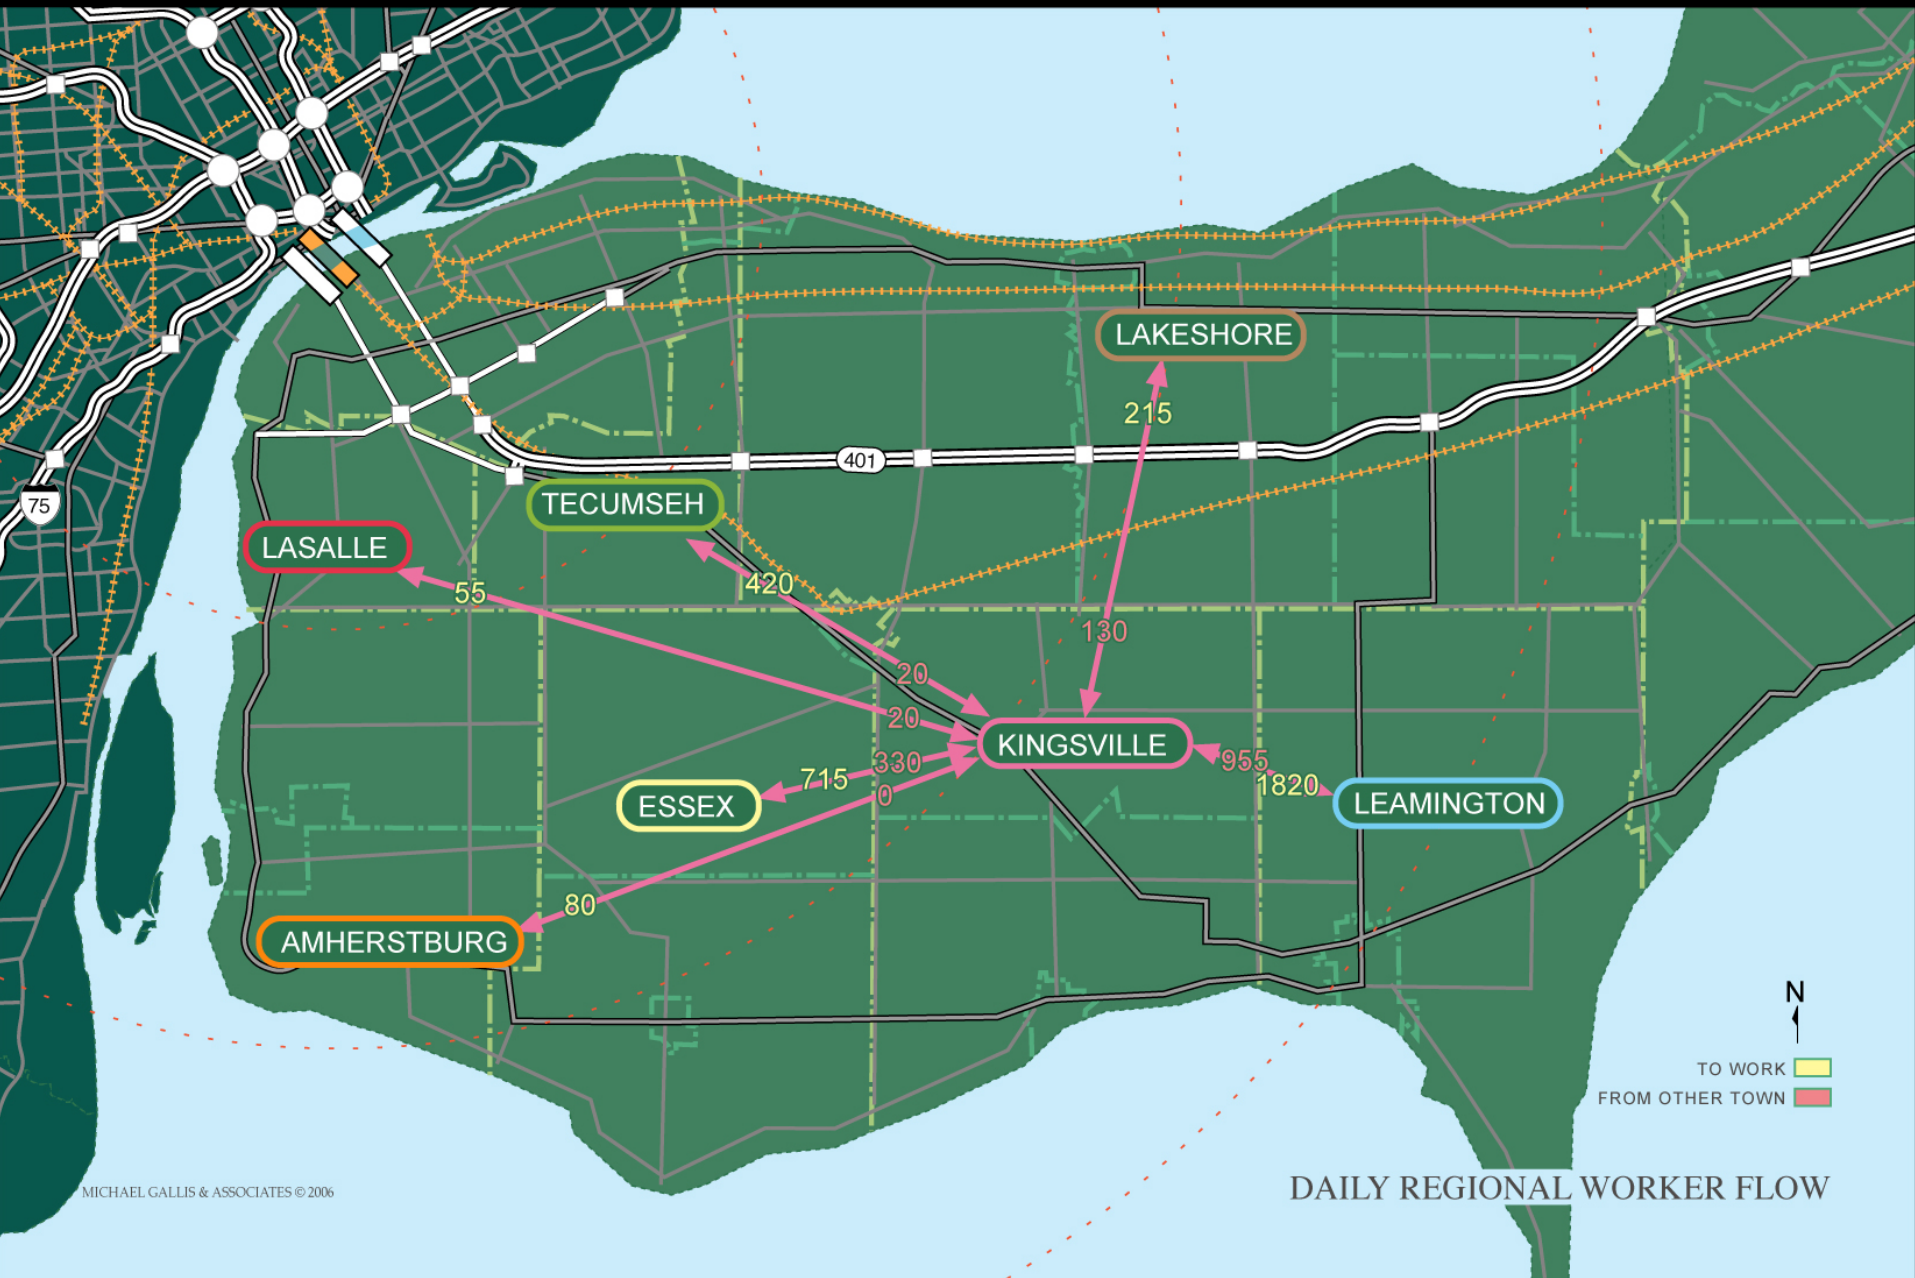 LAKESHORE
215
401
75
TECUMSEH
LASALLE
420
55
130
20
20
KINGSVILLE
330
955
715
1820
0
ESSEX
LEAMINGTON
80
AMHERSTBURG
N
TO WORK
FROM OTHER TOWN
MICHAEL GALLIS & ASSOCIATES © 2006
DAILY REGIONAL WORKER FLOW